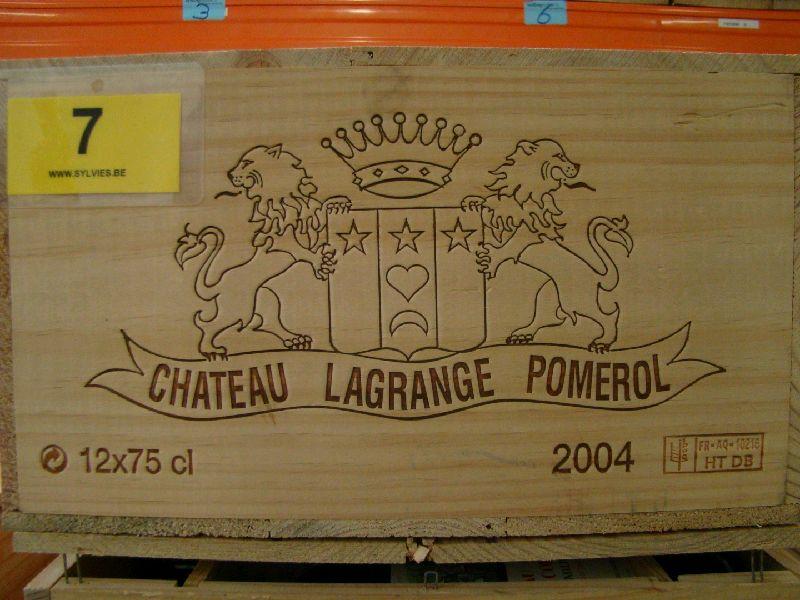 3
6
7
WWW.SYLVIES.BE
CHATEAU LAGRANGE POMEROL
12x75 cl
2004
FR-AQ-10216
HT DB